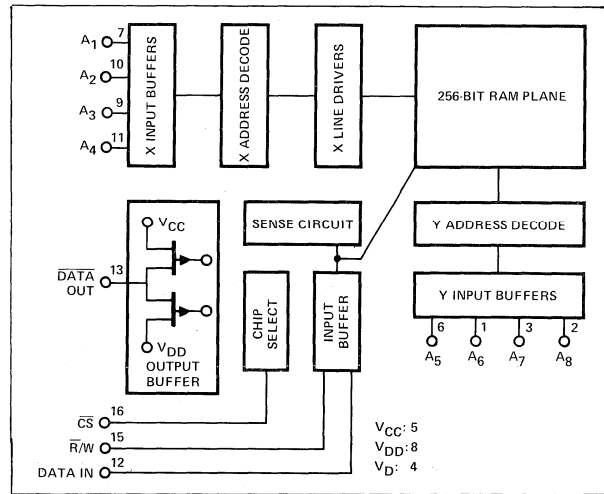 A1 7
A2 10
A3 9
A4 11
X INPUT BUFFERS
X ADDRESS DECODE
X LINE DRIVERS
256-BIT RAM PLANE
VCC
DATA OUT 13
VDD
OUTPUT BUFFER
SENSE CIRCUIT
CHIP SELECT
INPUT BUFFER
Y ADDRESS DECODE
Y INPUT BUFFERS
6 1 3 2
A5 A6 A7 A8
C̅S̅ 16
R̅/W 15
DATA IN 12
VCC: 5
VDD: 8
VD: 4